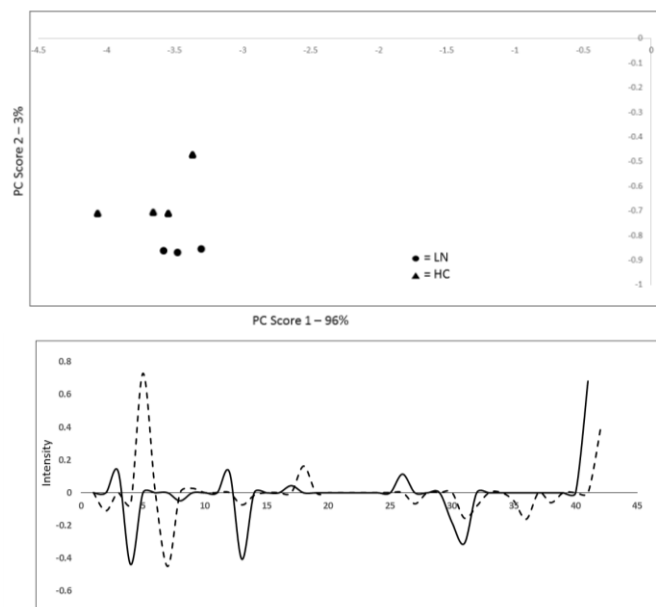 -4.5 -4 -3.5 -3 -2.5 -2 -1.5 -1 -0.5 0
0
-0.1
-0.2
-0.3
-0.4
-0.5
-0.6
-0.7
-0.8
-0.9
-1
PC Score 2 – 3%
● = LN
▲ = HC
PC Score 1 – 96%
0.8
0.6
0.4
0.2
0
-0.2
-0.4
-0.6
Intensity
0 5 10 15 20 25 30 35 40 45